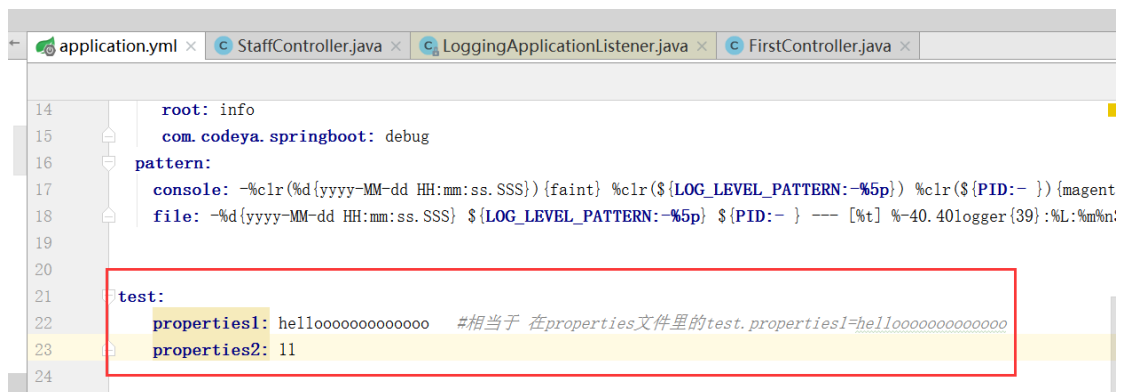 application.yml × StaffController.java × LoggingApplicationListener.java × FirstController.java ×
14 root: info
15 com.codeya.springboot: debug
16 pattern:
17 console: -%clr(%d{yyyy-MM-dd HH:mm:ss.SSS}){faint} %clr(${LOG_LEVEL_PATTERN:-%5p}) %clr(${PID:- }){magent
18 file: -%d{yyyy-MM-dd HH:mm:ss.SSS} ${LOG_LEVEL_PATTERN:-%5p} ${PID:- } --- [%t] %-40.40logger{39}:%L:%m%n
19
20
21 test:
22 properties1: hellooooooooooooo #相当于 在properties文件里的test.properties1=hellooooooooooooo
23 properties2: 11
24